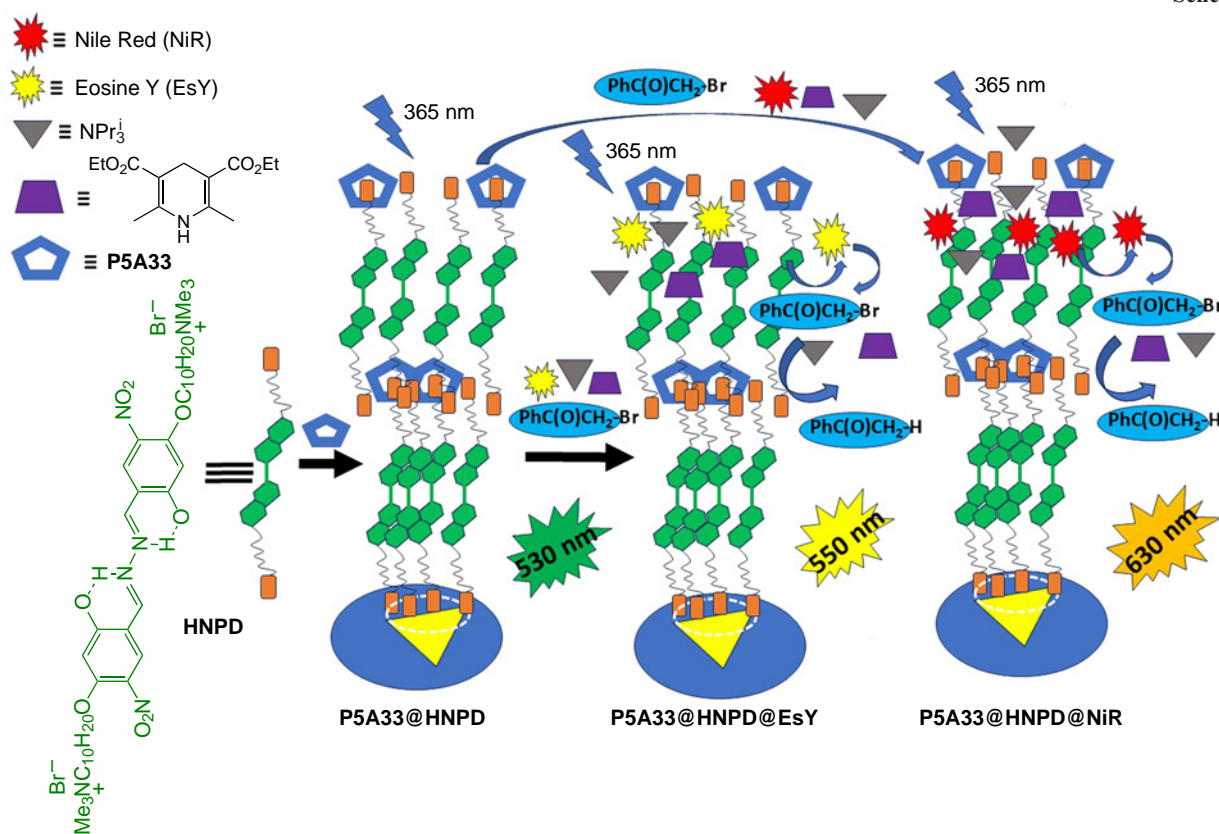 Sche
≡ Nile Red (NiR)
≡ Eosine Y (EsY)
≡ NPrⁱ₃
EtO₂C CO₂Et
≡
N
H
≡ P5A33
Br⁻
OC₁₀H₂₀NMe₃
+
NO₂
O
H
N
N
H
O
HNPD
O₂N
Me₃NC₁₀H₂₀O
+
Br⁻
365 nm
530 nm
P5A33@HNPD
PhC(O)CH₂-Br
PhC(O)CH₂-Br
365 nm
PhC(O)CH₂-Br
PhC(O)CH₂-H
550 nm
P5A33@HNPD@EsY
365 nm
PhC(O)CH₂-Br
PhC(O)CH₂-H
630 nm
P5A33@HNPD@NiR